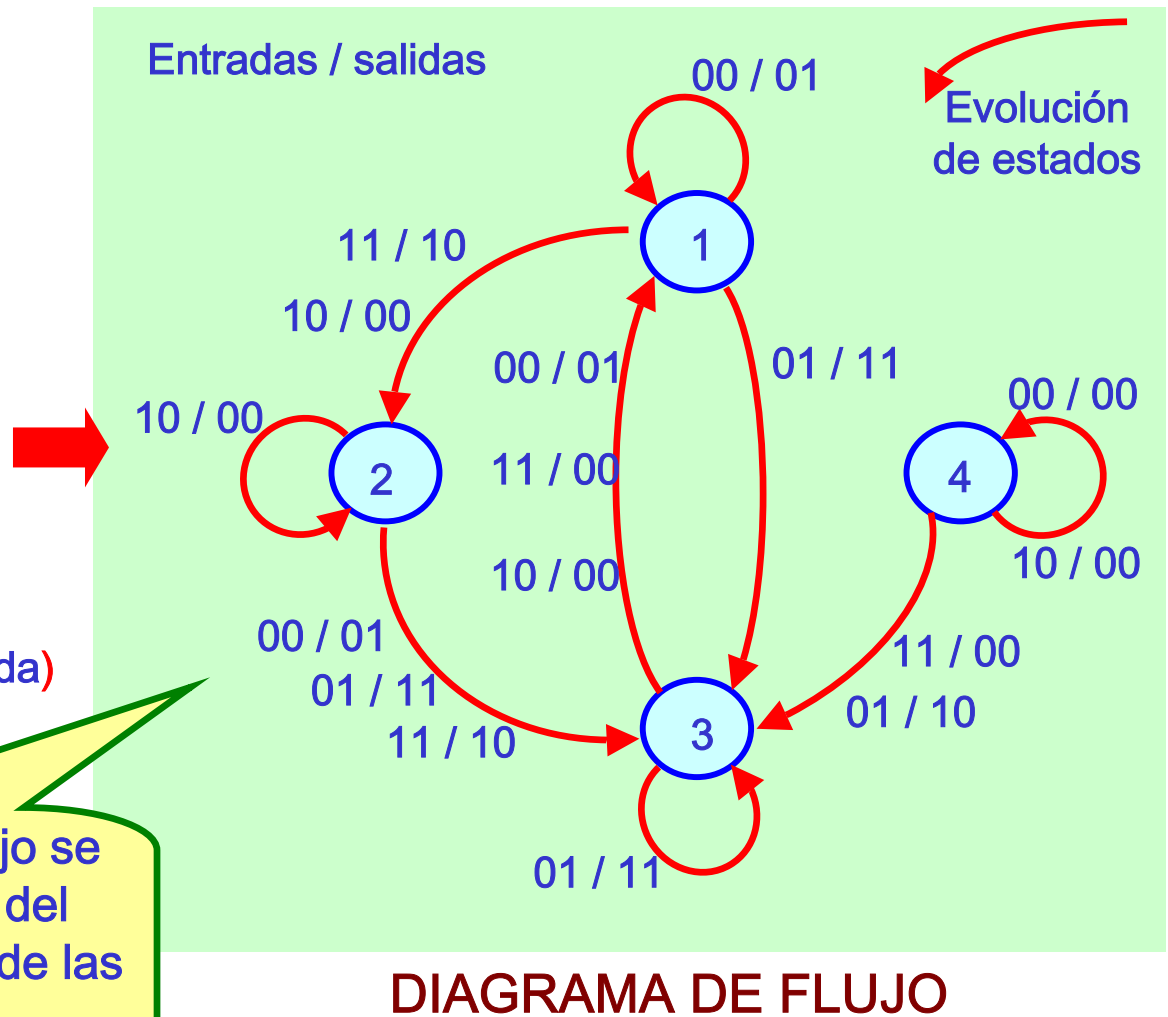 Entradas / salidas
00 / 01
Evolución
de estados
11 / 10
1
10 / 00
00 / 01
01 / 11
10 / 00
00 / 00
11 / 00
2
4
10 / 00
10 / 00
00 / 01
01 / 11
11 / 10
11 / 00
01 / 10
3
01 / 11
da)
jo se
del
de las
DIAGRAMA DE FLUJO